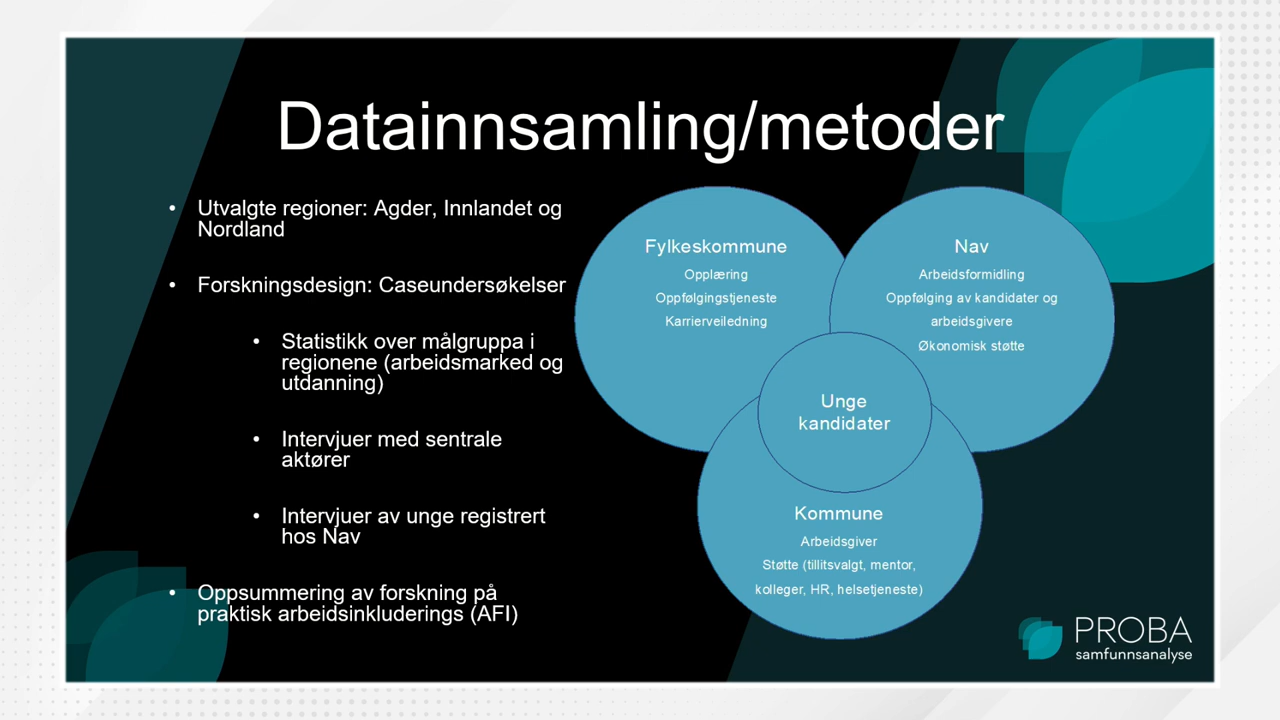 Datainnsamling/metoder
• Utvalgte regioner: Agder, Innlandet og
Nordland
• Forskningsdesign: Caseundersøkelser
• Statistikk over målgruppa i
regionene (arbeidsmarked og
utdanning)
• Intervjuer med sentrale
aktører
• Intervjuer av unge registrert
hos Nav
• Oppsummering av forskning på
praktisk arbeidsinkluderings (AFI)
Fylkeskommune
Opplæring
Oppfølgingstjeneste
Karrierveiledning
Nav
Arbeidsformidling
Oppfølging av kandidater og
arbeidsgivere
Økonomisk støtte
Unge
kandidater
Kommune
Arbeidsgiver
Støtte (tillitsvalgt, mentor,
kolleger, HR, helsetjeneste)
PROBA
samfunnsanalyse